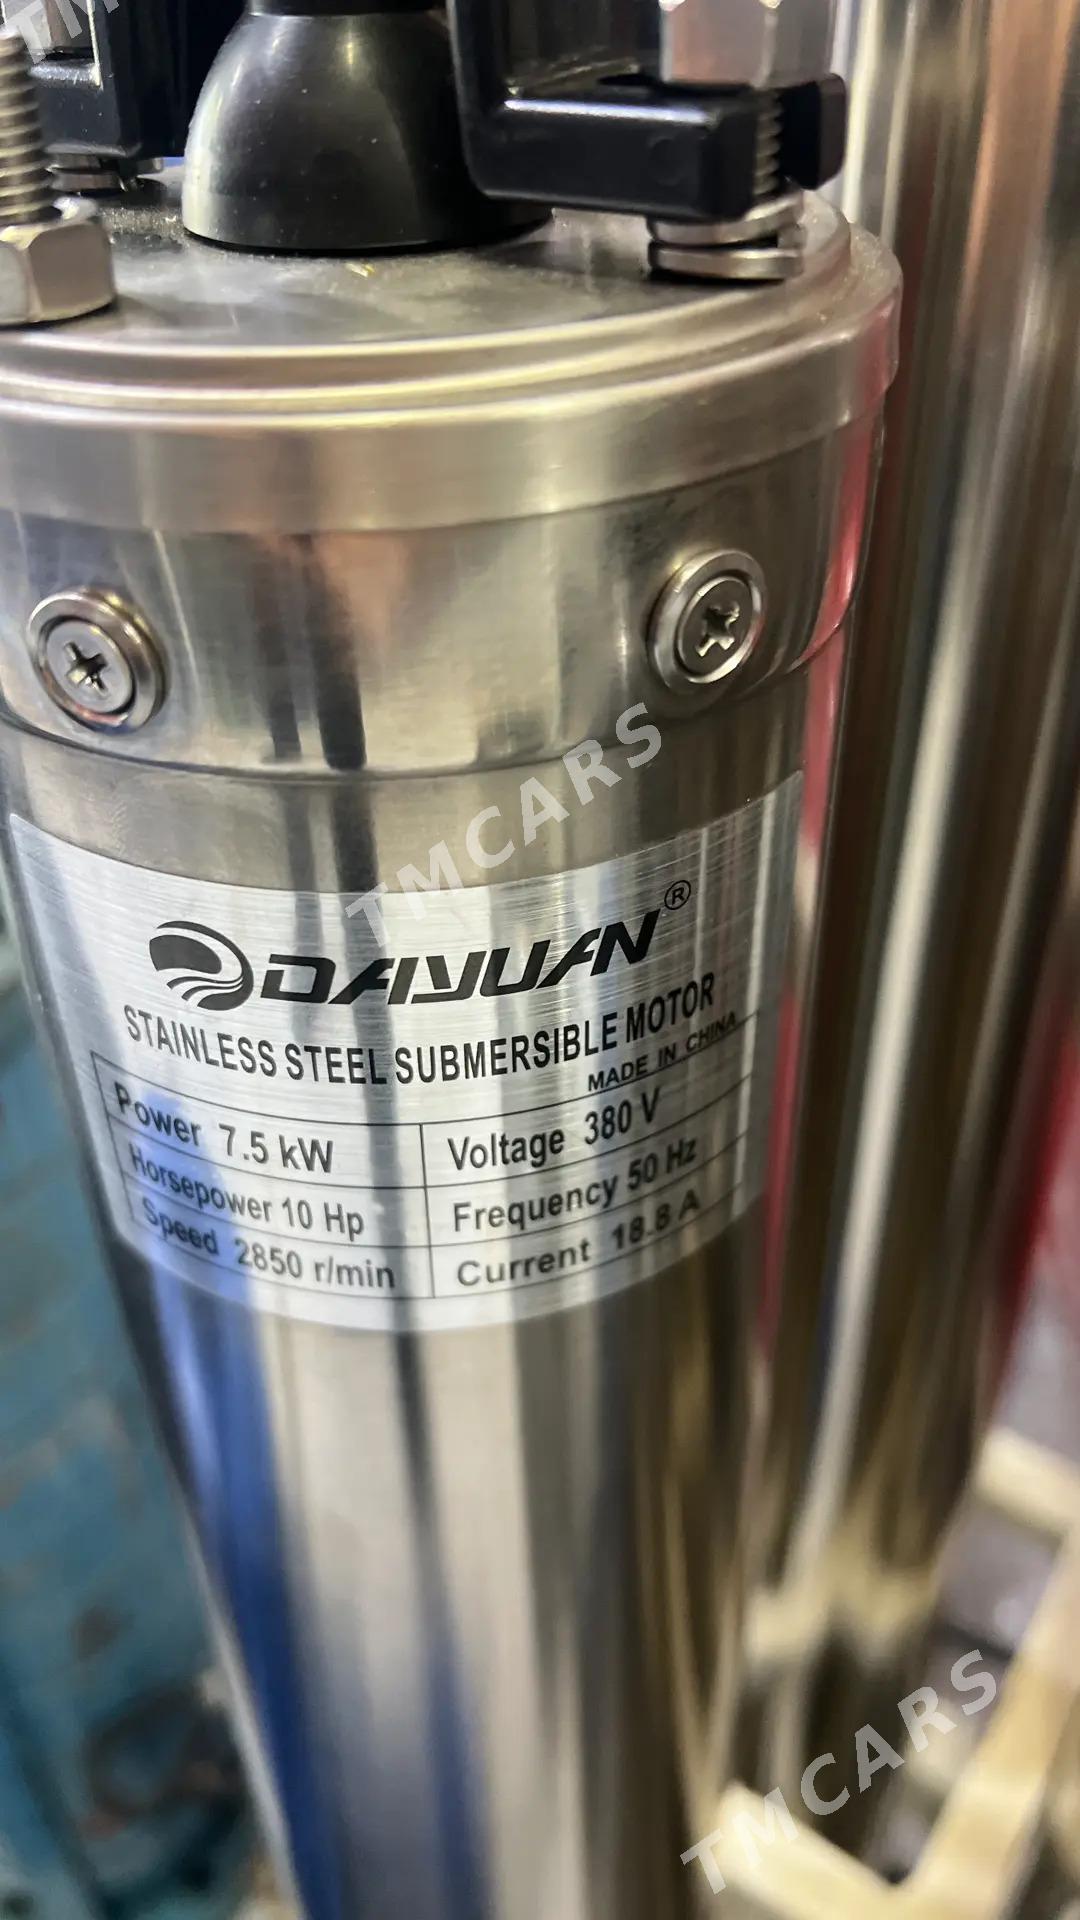 TMCARS
DAIYUAN®
STAINLESS STEEL SUBMERSIBLE MOTOR
MADE IN CHINA
Power 7.5 kW Voltage 380 V
Horsepower 10 Hp Frequency 50 Hz
Speed 2850 r/min Current 18.8 A
TMCARS